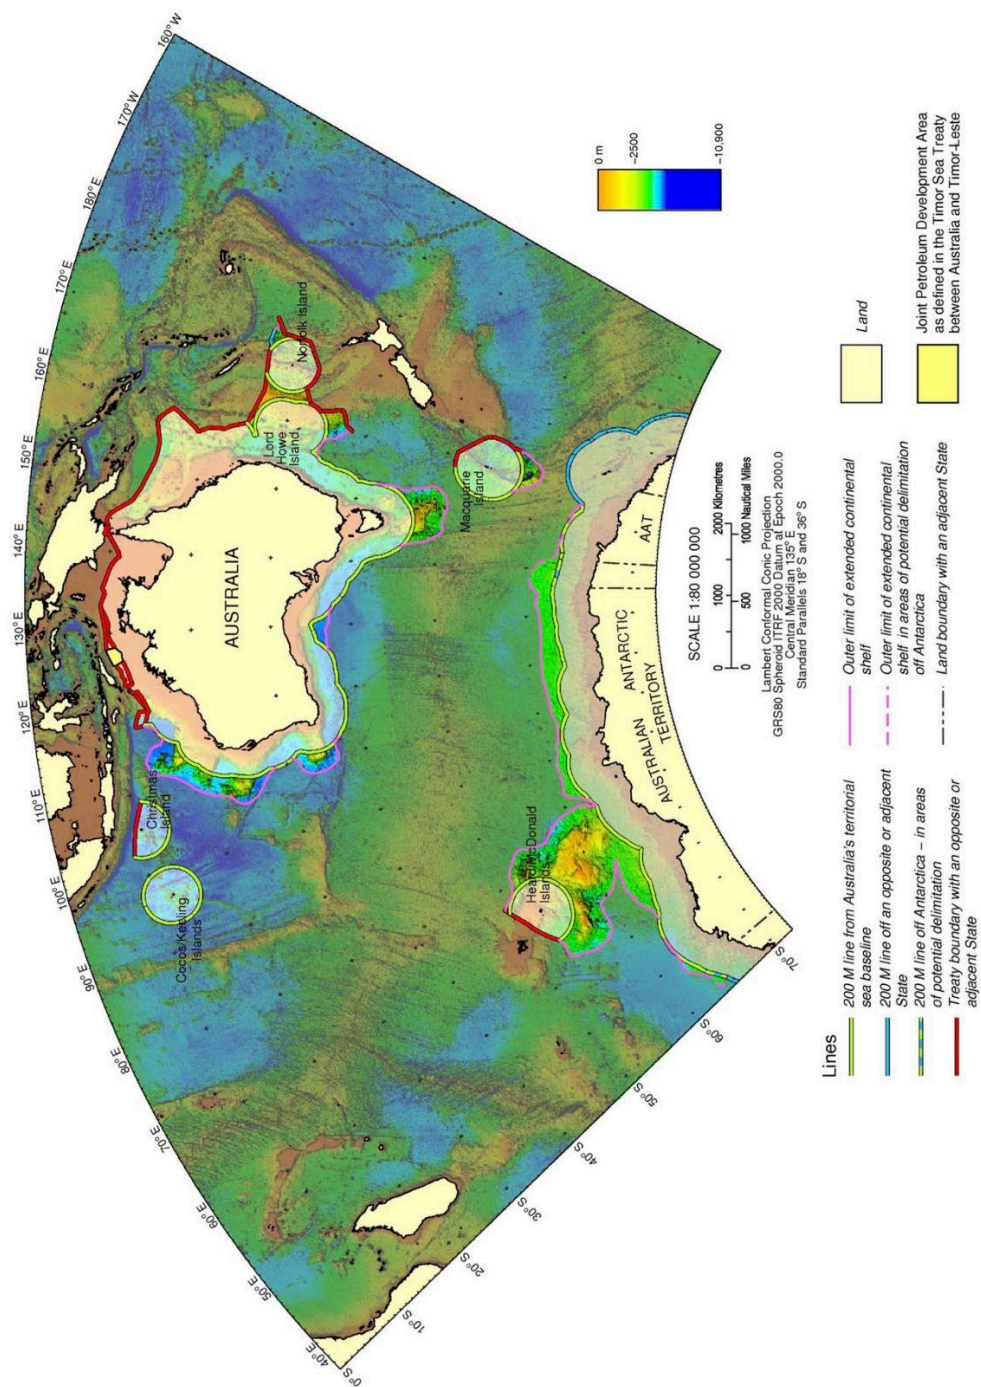 40° E
50° E
60° E
70° E
80° E
90° E
100° E
110° E
120° E
130° E
140° E
150° E
160° E
170° E
180° E
170° W
160° W
0° S
10° S
20° S
30° S
40° S
50° S
60° S
70° S
Cocos/Keeling
Islands
Christmas
Island
AUSTRALIA
Lord
Howe
Island
Norfolk Island
Macquarie
Island
Heard/McDonald
Islands
AUSTRALIAN ANTARCTIC
TERRITORY
AAT
0 m
–2500
–10,900
SCALE 1:80 000 000
0 1000 2000 Kilometres
0 500 1000 Nautical Miles
Lambert Conformal Conic Projection
GRS80 Spheroid ITRF 2000 Datum at Epoch 2000.0
Central Meridian 135° E
Standard Parallels 18° S and 36° S
Lines
200 M line from Australia's territorial
sea baseline
200 M line off an opposite or adjacent
State
200 M line off Antarctica – in areas
of potential delimitation
Treaty boundary with an opposite or
adjacent State
Outer limit of extended continental
shelf
Outer limit of extended continental
shelf in areas of potential delimitation
off Antarctica
Land boundary with an adjacent State
Land
Joint Petroleum Development Area
as defined in the Timor Sea Treaty
between Australia and Timor-Leste